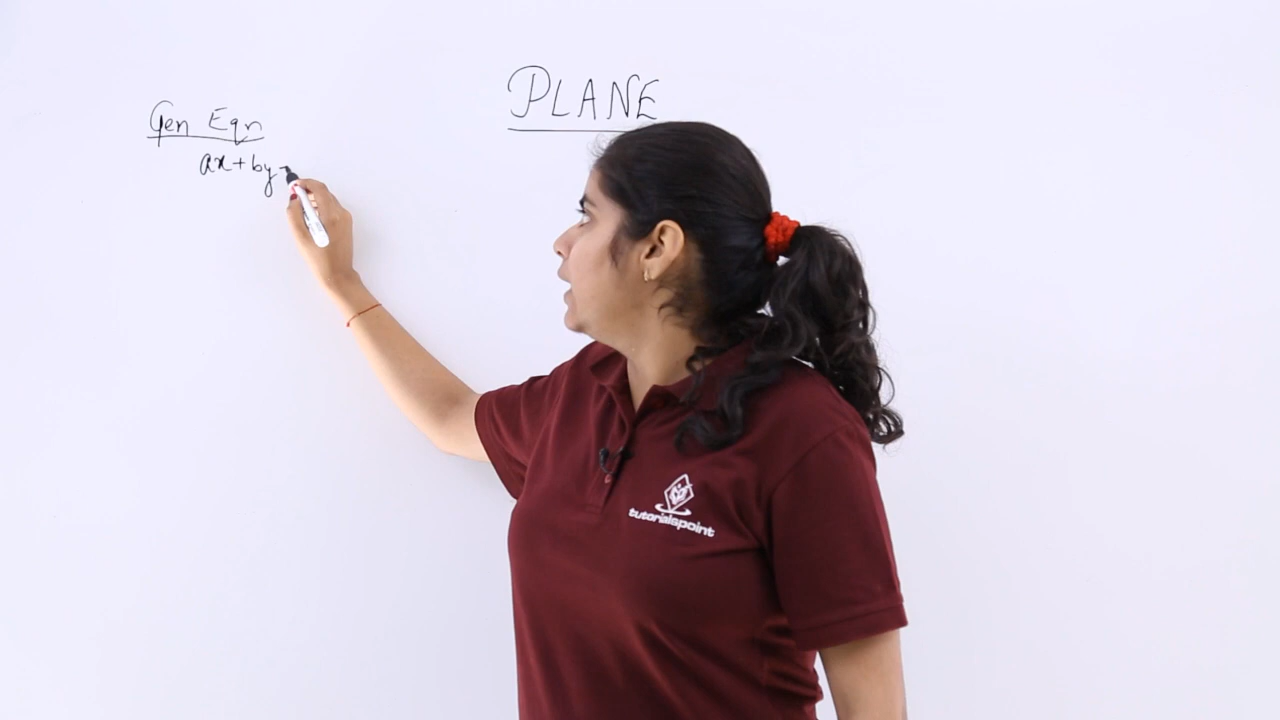 PLANE
Gen Eqn
ax + by -
tutorialspoint